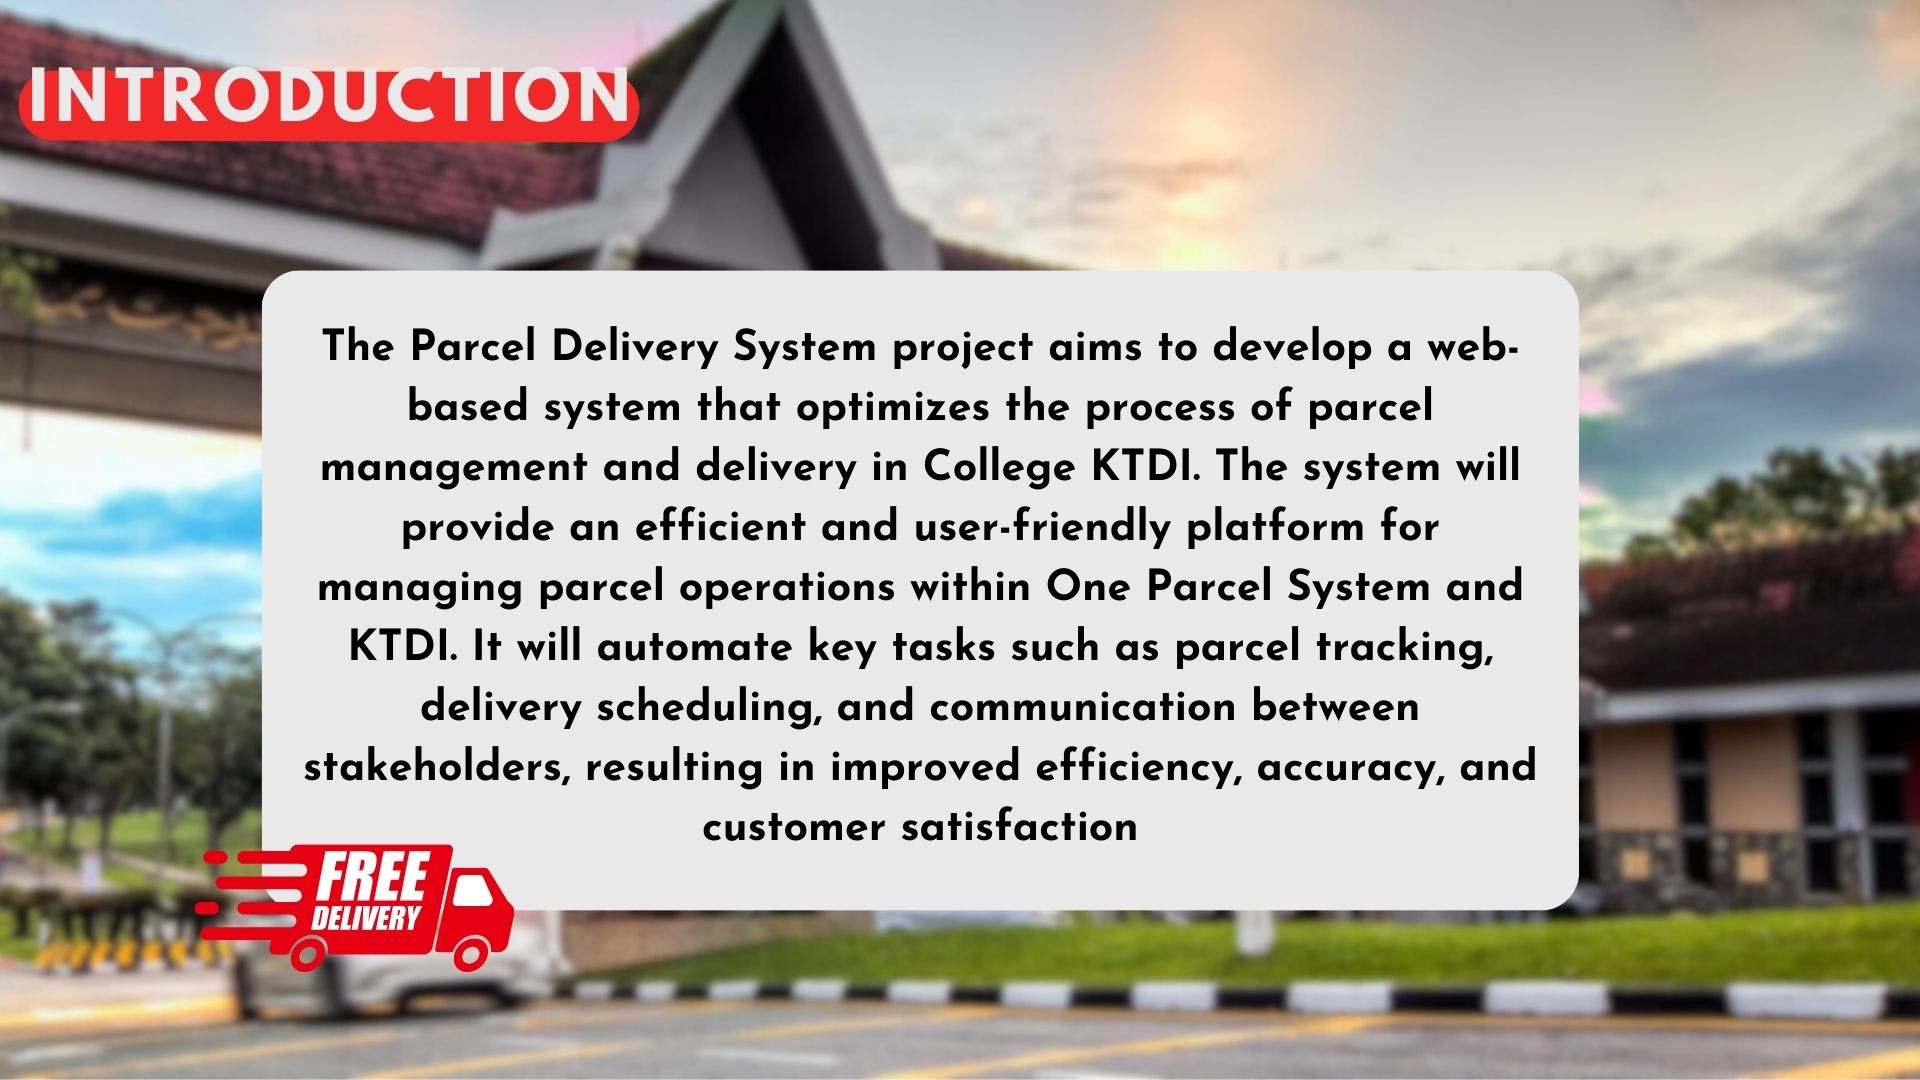 INTRODUCTION
The Parcel Delivery System project aims to develop a web-
based system that optimizes the process of parcel
management and delivery in College KTDI. The system will
provide an efficient and user-friendly platform for
managing parcel operations within One Parcel System and
KTDI. It will automate key tasks such as parcel tracking,
delivery scheduling, and communication between
stakeholders, resulting in improved efficiency, accuracy, and
customer satisfaction
FREE
DELIVERY